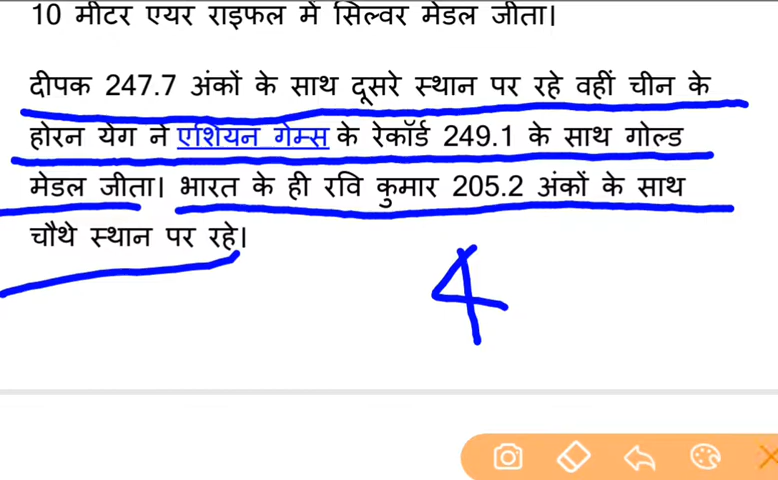 10 मीटर एयर राइफल में सिल्वर मेडल जीता।
दीपक 247.7 अंकों के साथ दूसरे स्थान पर रहे वहीं चीन के
होरन येग ने एशियन गेम्स के रेकॉर्ड 249.1 के साथ गोल्ड
मेडल जीता। भारत के ही रवि कुमार 205.2 अंकों के साथ
चौथे स्थान पर रहे।
4